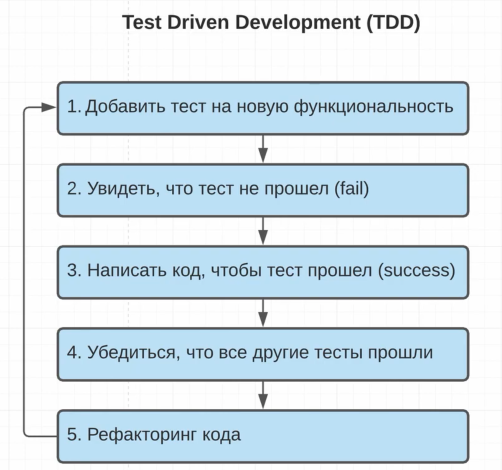 Test Driven Development (TDD)
1. Добавить тест на новую функциональность
2. Увидеть, что тест не прошел (fail)
3. Написать код, чтобы тест прошел (success)
4. Убедиться, что все другие тесты прошли
5. Рефакторинг кода